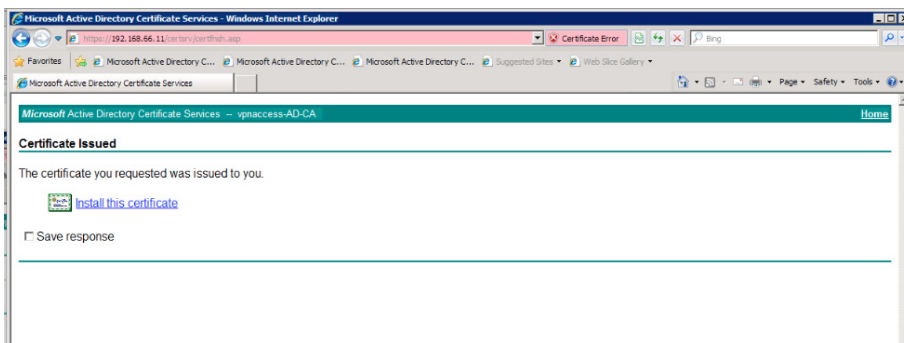 Microsoft Active Directory Certificate Services - Windows Internet Explorer
https://192.168.66.11/certsrv/certfnsh.asp
Certificate Error
Bing
Favorites
Microsoft Active Directory C...
Microsoft Active Directory C...
Microsoft Active Directory C...
Suggested Sites
Web Slice Gallery
Microsoft Active Directory Certificate Services
Page
Safety
Tools
Microsoft Active Directory Certificate Services -- vpnaccess-AD-CA
Home
Certificate Issued
The certificate you requested was issued to you.
Install this certificate
Save response